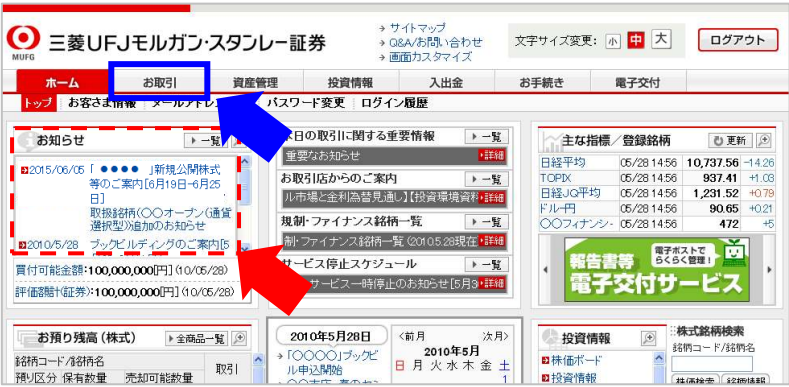 MUFG
三菱UFJモルガン・スタンレー証券
サイトマップ
Q&A/お問い合わせ
画面カスタマイズ
文字サイズ変更: 小 中 大
ログアウト
ホーム お取引 資産管理 投資情報 入出金 お手続き 電子交付
トップ お客さま情報 メールアドレス パスワード変更 ログイン履歴
お知らせ 一覧
2015/06/05 「 ●●●● 」新規公開株式
等のご案内[6月19日-6月25
日]
取扱銘柄(〇〇オープン(通貨
選択型))追加のお知らせ
2010/5/28 ブックビルディングのご案内[5
買付可能金額:100,000,000[円] (10/05/28)
評価額計(証券):100,000,000[円] (10/05/28)
お預り残高 (株式) 全商品一覧
銘柄コード/銘柄名
預り区分 保有数量 売却可能数量
取引
本日の取引に関する重要情報 一覧
重要なお知らせ 詳細
お取引店からのご案内 一覧
ル市場と金利為替見通し】【投資環境資料 詳細
規制・ファイナンス銘柄一覧 一覧
制・ファイナンス銘柄一覧 (2010.5.28現在 詳細
サービス停止スケジュール 一覧
サービス一時停止のお知らせ [5月3 詳細
2010年5月28日
「〇〇〇〇」ブックビ
ル申込開始
<前月 次月>
2010年5月
日 月 火 水 木 金 土
1
主な指標/登録銘柄 更新
日経平均 05/28 14:56 10,737.56 -14.26
TOPIX 05/28 14:56 937.41 +1.03
日経JQ平均 05/28 14:56 1,231.52 +0.79
ドル-円 05/28 14:56 90.65 +0.21
〇〇フィナンシ- 05/28 14:56 472 +5
報告書等
電子ポストで
らくらく管理!
電子交付サービス
投資情報
株価ボード
投資情報
株式銘柄検索
銘柄コード/銘柄名
株価検索 銘柄情報